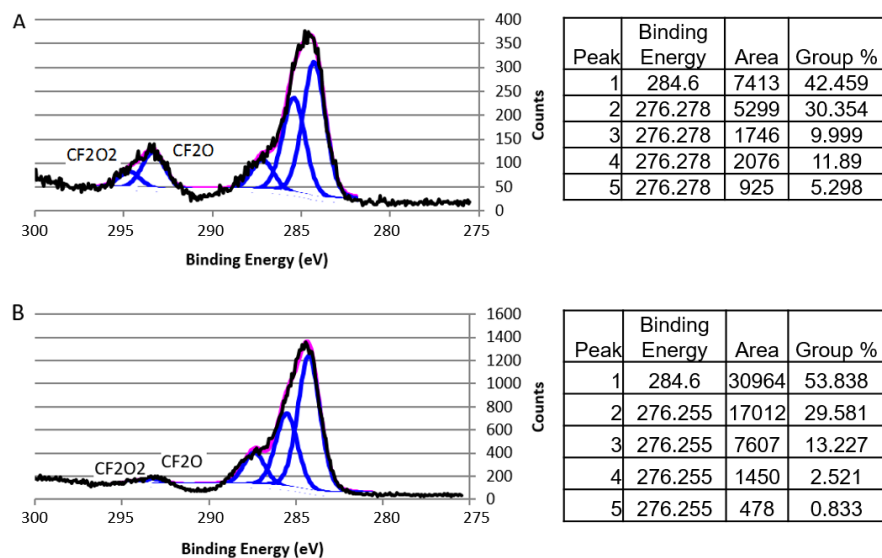 A
400
350
300
250
200
150
100
50
0
Counts
CF2O2
CF2O
300 295 290 285 280 275
Binding Energy (eV)
Peak Binding Energy Area Group %
1 284.6 7413 42.459
2 276.278 5299 30.354
3 276.278 1746 9.999
4 276.278 2076 11.89
5 276.278 925 5.298
B
1600
1400
1200
1000
800
600
400
200
0
Counts
CF2O2
CF2O
300 295 290 285 280 275
Binding Energy (eV)
Peak Binding Energy Area Group %
1 284.6 30964 53.838
2 276.255 17012 29.581
3 276.255 7607 13.227
4 276.255 1450 2.521
5 276.255 478 0.833